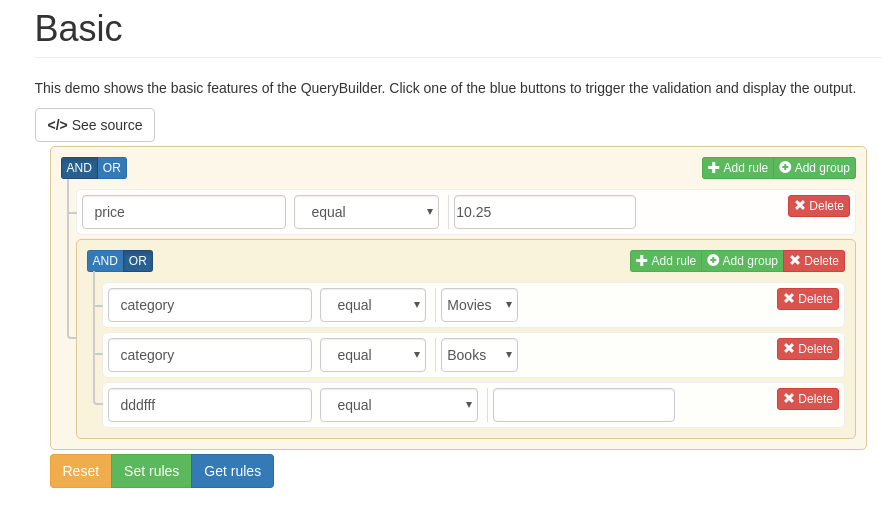 Basic
This demo shows the basic features of the QueryBuilder. Click one of the blue buttons to trigger the validation and display the output.
</> See source
AND OR Add rule Add group
price equal 10.25 Delete
AND OR Add rule Add group Delete
category equal Movies Delete
category equal Books Delete
dddfff equal Delete
Reset Set rules Get rules